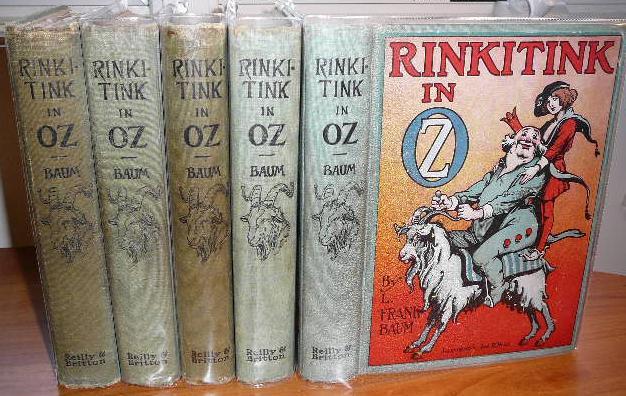 RINKI-
TINK
IN
OZ
BAUM
Reilly &
Britton
RINKI-
TINK
IN
OZ
BAUM
Reilly &
Britton
RINKI-
TINK
IN
OZ
BAUM
Reilly &
Britton
RINKI-
TINK
IN
OZ
BAUM
Reilly &
Britton
RINKI-
TINK
IN
OZ
BAUM
Reilly &
Britton
RINKITINK
IN
OZ
By
L.
FRANK
BAUM